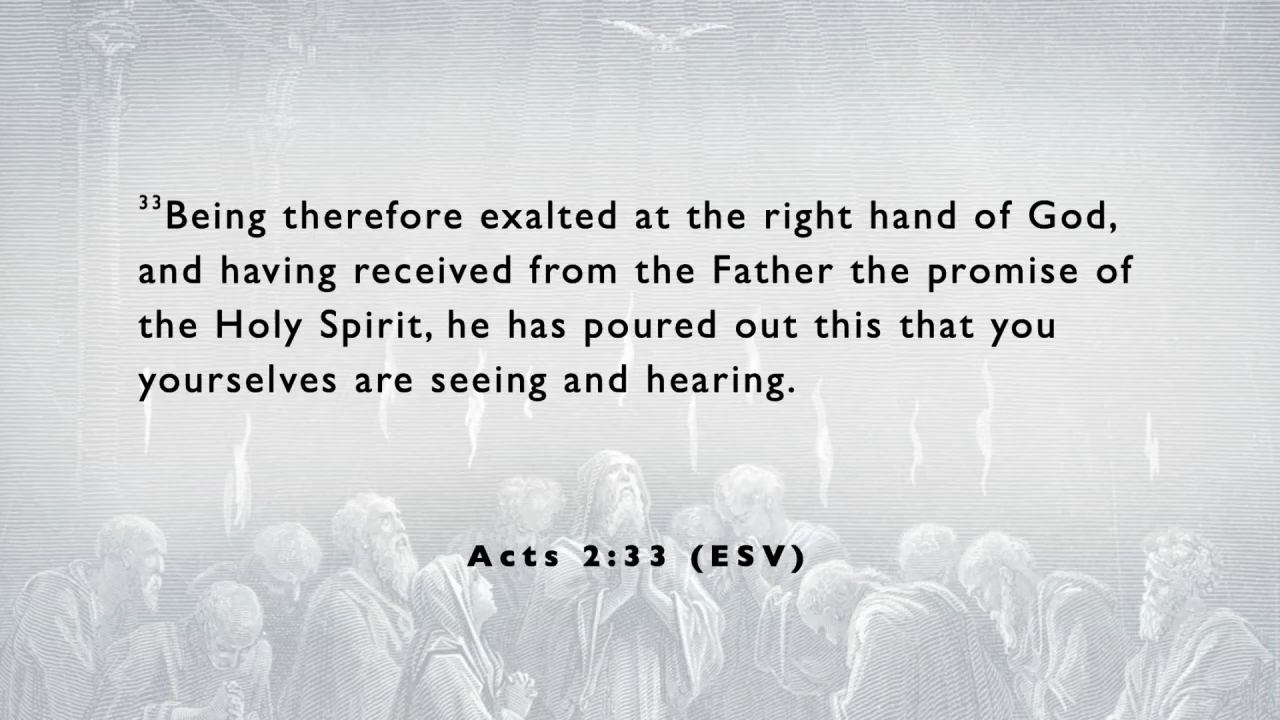 ³³Being therefore exalted at the right hand of God,
and having received from the Father the promise of
the Holy Spirit, he has poured out this that you
yourselves are seeing and hearing.
Acts 2:33 (ESV)